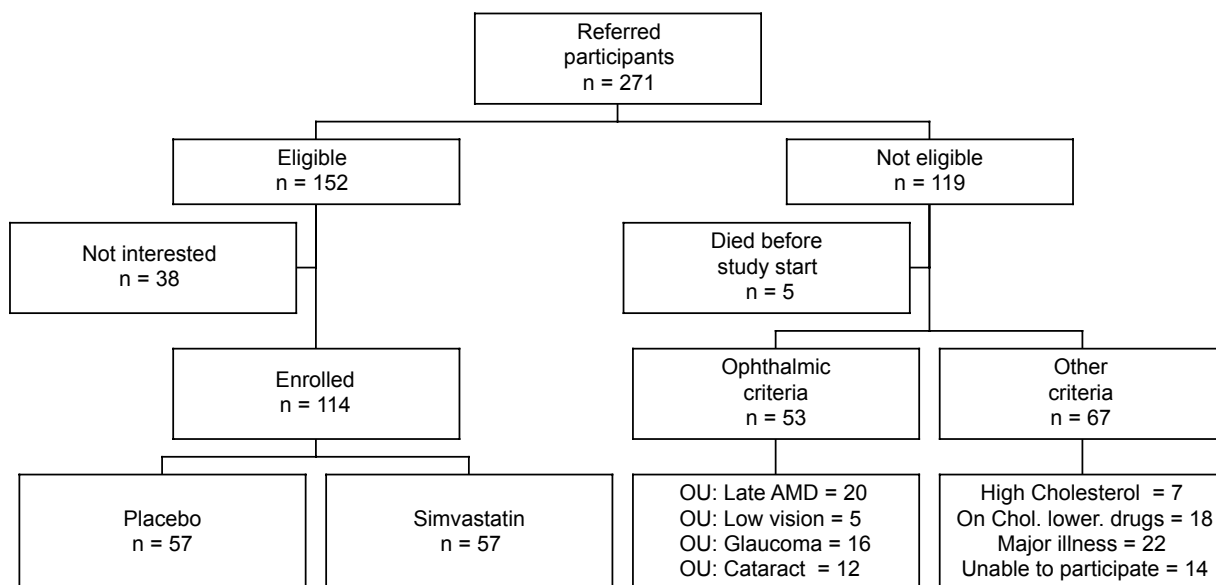 Referred
participants
n = 271
Eligible
n = 152
Not eligible
n = 119
Not interested
n = 38
Died before
study start
n = 5
Enrolled
n = 114
Ophthalmic
criteria
n = 53
Other
criteria
n = 67
Placebo
n = 57
Simvastatin
n = 57
OU: Late AMD = 20
OU: Low vision = 5
OU: Glaucoma = 16
OU: Cataract  = 12
High Cholesterol  = 7
On Chol. lower. drugs = 18
Major illness = 22
Unable to participate = 14